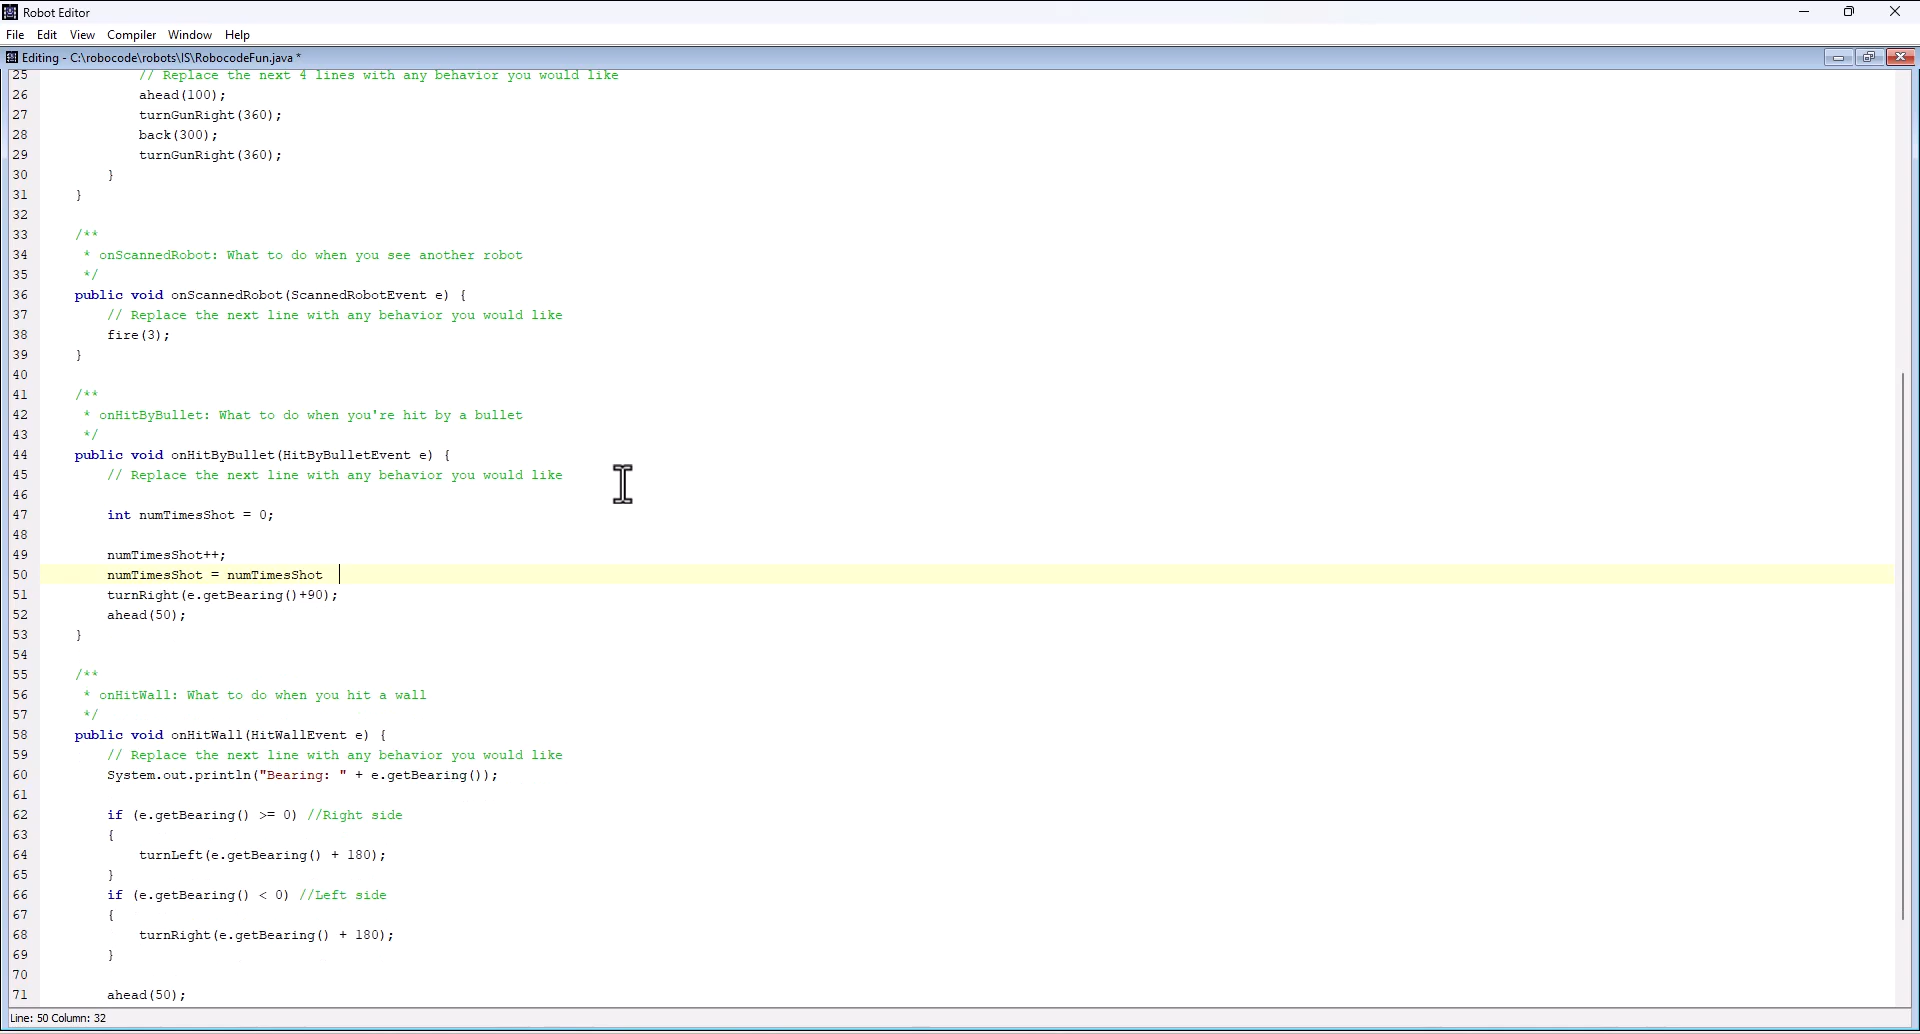 Robot Editor
File Edit View Compiler Window Help
Editing - C:\robocode\robots\IS\RobocodeFun.java *
25 // Replace the next 4 lines with any behavior you would like
26 ahead(100);
27 turnGunRight(360);
28 back(300);
29 turnGunRight(360);
30 }
31 }
32
33 /**
34 * onScannedRobot: What to do when you see another robot
35 */
36 public void onScannedRobot(ScannedRobotEvent e) {
37 // Replace the next line with any behavior you would like
38 fire(3);
39 }
40
41 /**
42 * onHitByBullet: What to do when you're hit by a bullet
43 */
44 public void onHitByBullet(HitByBulletEvent e) {
45 // Replace the next line with any behavior you would like
46
47 int numTimesShot = 0;
48
49 numTimesShot++;
50 numTimesShot = numTimesShot
51 turnRight(e.getBearing()+90);
52 ahead(50);
53 }
54
55 /**
56 * onHitWall: What to do when you hit a wall
57 */
58 public void onHitWall(HitWallEvent e) {
59 // Replace the next line with any behavior you would like
60 System.out.println("Bearing: " + e.getBearing());
61
62 if (e.getBearing() >= 0) //Right side
63 {
64 turnLeft(e.getBearing() + 180);
65 }
66 if (e.getBearing() < 0) //Left side
67 {
68 turnRight(e.getBearing() + 180);
69 }
70
71 ahead(50);
Line: 50 Column: 32